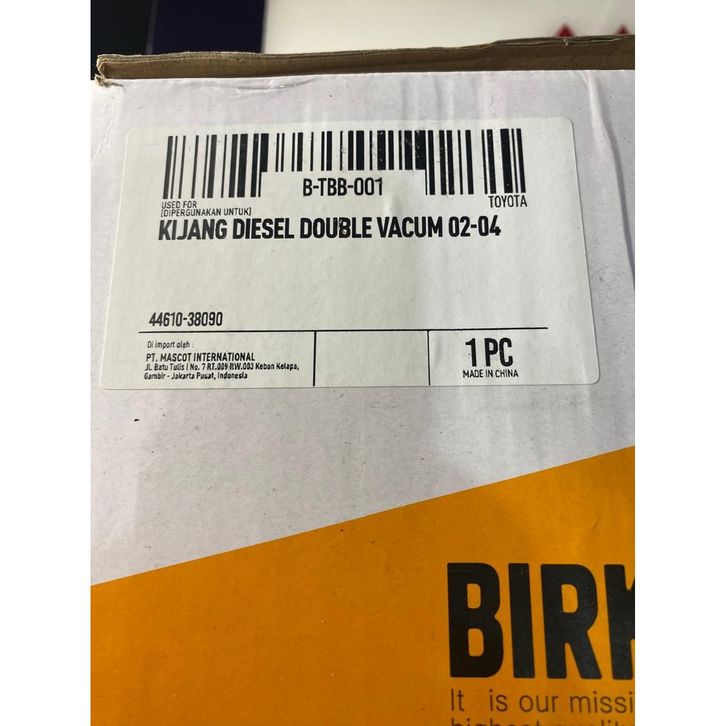 B-TBB-001
USED FOR
(DIPERGUNAKAN UNTUK)
TOYOTA
KIJANG DIESEL DOUBLE VACUM 02-04
44610-38090
Di import oleh :
PT. MASCOT INTERNATIONAL
JL Batu Tulis I No. 7 RT.009 RW.003 Kebon Kelapa,
Gambir - Jakarta Pusat, Indonesia
1 PC
MADE IN CHINA
BIRK
It is our missi